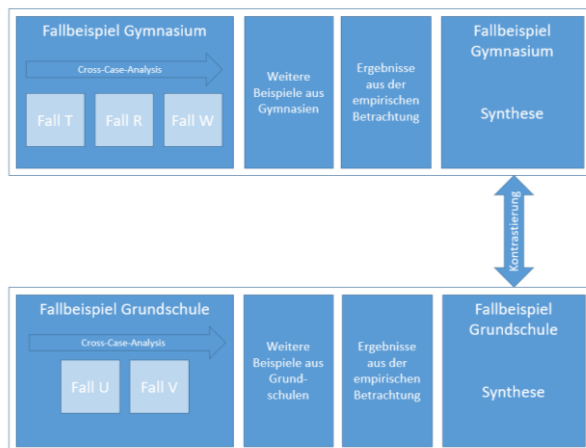 Fallbeispiel Gymnasium
Cross-Case-Analysis
Fall T
Fall R
Fall W
Weitere
Beispiele aus
Gymnasien
Ergebnisse
aus der
empirischen
Betrachtung
Fallbeispiel
Gymnasium
Synthese
Kontrastierung
Fallbeispiel Grundschule
Cross-Case-Analysis
Fall U
Fall V
Weitere
Beispiele aus
Grund-
schulen
Ergebnisse
aus der
empirischen
Betrachtung
Fallbeispiel
Grundschule
Synthese